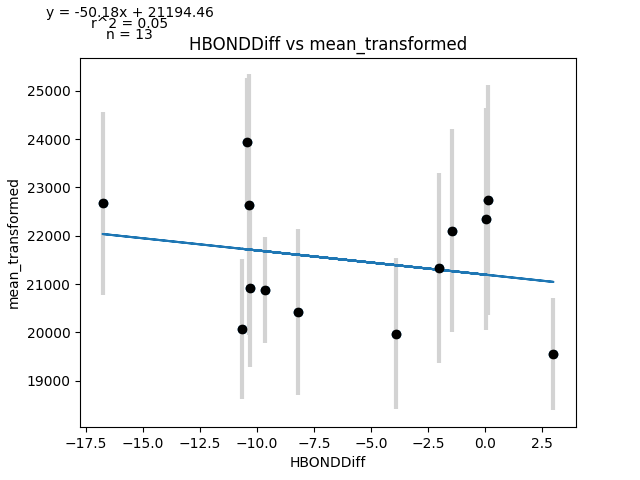 y = -50.18x + 21194.46
r^2 = 0.05
n = 13
HBONDDiff vs mean_transformed
mean_transformed
25000
24000
23000
22000
21000
20000
19000
−17.5 −15.0 −12.5 −10.0 −7.5 −5.0 −2.5 0.0 2.5
HBONDDiff